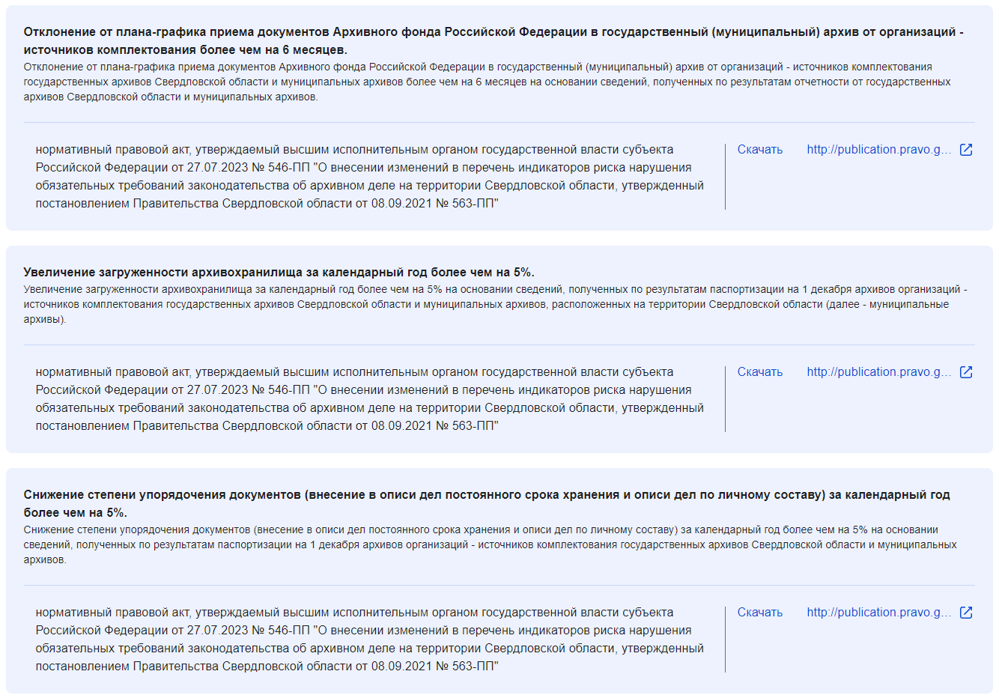 Отклонение от плана-графика приема документов Архивного фонда Российской Федерации в государственный (муниципальный) архив от организаций -
источников комплектования более чем на 6 месяцев.
Отклонение от плана-графика приема документов Архивного фонда Российской Федерации в государственный (муниципальный) архив от организаций - источников комплектования
государственных архивов Свердловской области и муниципальных архивов более чем на 6 месяцев на основании сведений, полученных по результатам отчетности от государственных
архивов Свердловской области и муниципальных архивов.
нормативный правовой акт, утверждаемый высшим исполнительным органом государственной власти субъекта
Российской Федерации от 27.07.2023 № 546-ПП "О внесении изменений в перечень индикаторов риска нарушения
обязательных требований законодательства об архивном деле на территории Свердловской области, утвержденный
постановлением Правительства Свердловской области от 08.09.2021 № 563-ПП"
Скачать http://publication.pravo.g...
Увеличение загруженности архивохранилища за календарный год более чем на 5%.
Увеличение загруженности архивохранилища за календарный год более чем на 5% на основании сведений, полученных по результатам паспортизации на 1 декабря архивов организаций -
источников комплектования государственных архивов Свердловской области и муниципальных архивов, расположенных на территории Свердловской области (далее - муниципальные
архивы).
нормативный правовой акт, утверждаемый высшим исполнительным органом государственной власти субъекта
Российской Федерации от 27.07.2023 № 546-ПП "О внесении изменений в перечень индикаторов риска нарушения
обязательных требований законодательства об архивном деле на территории Свердловской области, утвержденный
постановлением Правительства Свердловской области от 08.09.2021 № 563-ПП"
Скачать http://publication.pravo.g...
Снижение степени упорядочения документов (внесение в описи дел постоянного срока хранения и описи дел по личному составу) за календарный год
более чем на 5%.
Снижение степени упорядочения документов (внесение в описи дел постоянного срока хранения и описи дел по личному составу) за календарный год более чем на 5% на основании
сведений, полученных по результатам паспортизации на 1 декабря архивов организаций - источников комплектования государственных архивов Свердловской области и муниципальных
архивов.
нормативный правовой акт, утверждаемый высшим исполнительным органом государственной власти субъекта
Российской Федерации от 27.07.2023 № 546-ПП "О внесении изменений в перечень индикаторов риска нарушения
обязательных требований законодательства об архивном деле на территории Свердловской области, утвержденный
постановлением Правительства Свердловской области от 08.09.2021 № 563-ПП"
Скачать http://publication.pravo.g...